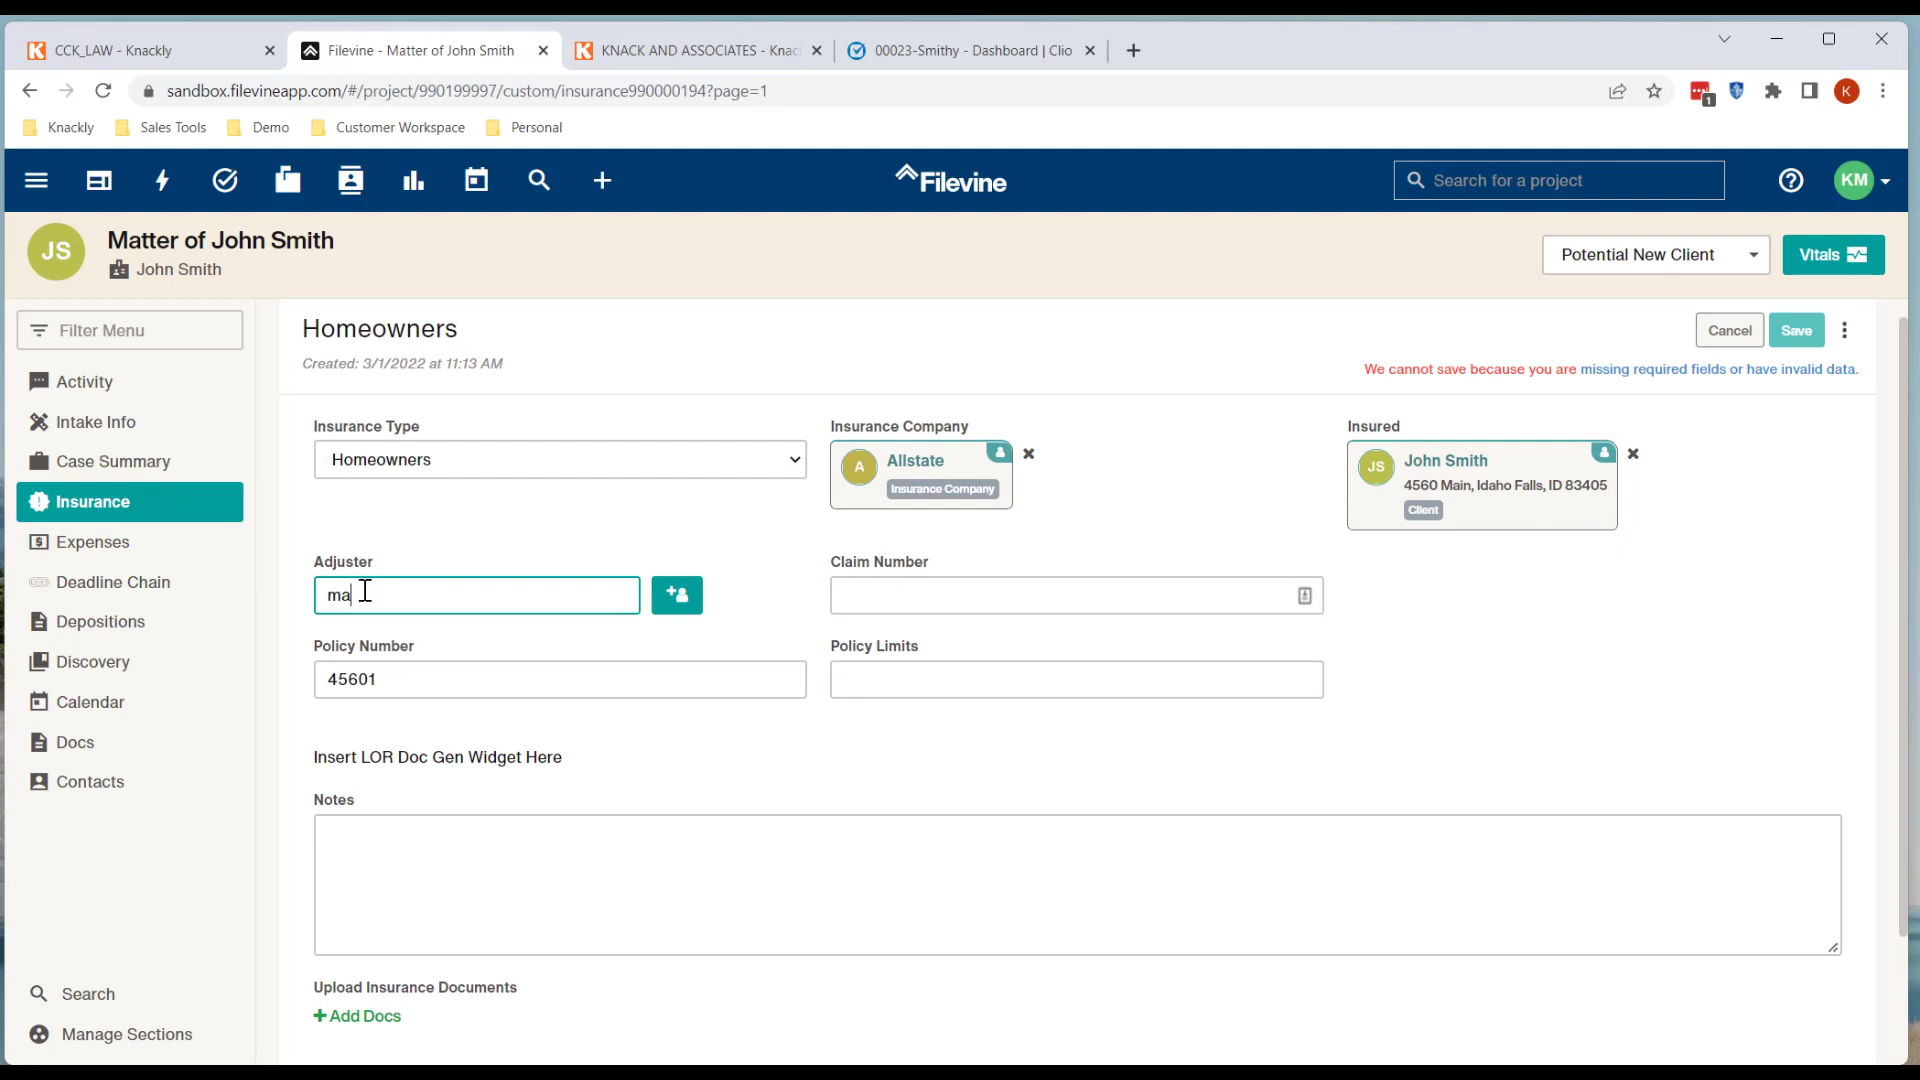 CCK_LAW - Knackly
Filevine - Matter of John Smith
KNACK AND ASSOCIATES - Knac
00023-Smithy - Dashboard | Clio
sandbox.filevineapp.com/#/project/990199997/custom/insurance990000194?page=1
1
K
Knackly
Sales Tools
Demo
Customer Workspace
Personal
Filevine
Search for a project
KM
JS
Matter of John Smith
John Smith
Potential New Client
Vitals
Filter Menu
Activity
Intake Info
Case Summary
Insurance
Expenses
Deadline Chain
Depositions
Discovery
Calendar
Docs
Contacts
Search
Manage Sections
Homeowners
Created: 3/1/2022 at 11:13 AM
Cancel
Save
We cannot save because you are missing required fields or have invalid data.
Insurance Type
Homeowners
Insurance Company
A
Allstate
Insurance Company
Insured
JS
John Smith
4560 Main, Idaho Falls, ID 83405
Client
Adjuster
ma
Claim Number
Policy Number
45601
Policy Limits
Insert LOR Doc Gen Widget Here
Notes
Upload Insurance Documents
Add Docs